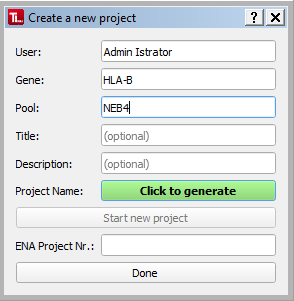 Ti... Create a new project ?
User: Admin Istrator
Gene: HLA-B
Pool: NEB4
Title: (optional)
Description: (optional)
Project Name: Click to generate
Start new project
ENA Project Nr.:
Done